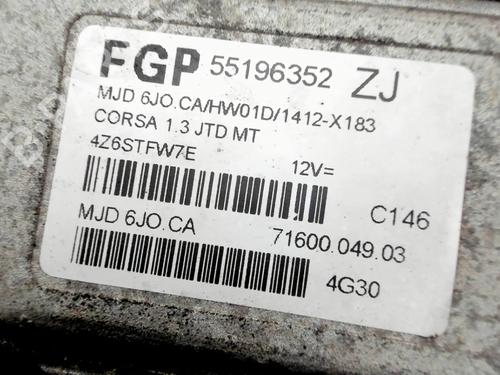 FGP 55196352 ZJ
MJD 6JO.CA/HW01D/1412-X183
CORSA 1.3 JTD MT
4Z6STFW7E 12V=
C146
MJD 6JO.CA 71600.049.03
4G30